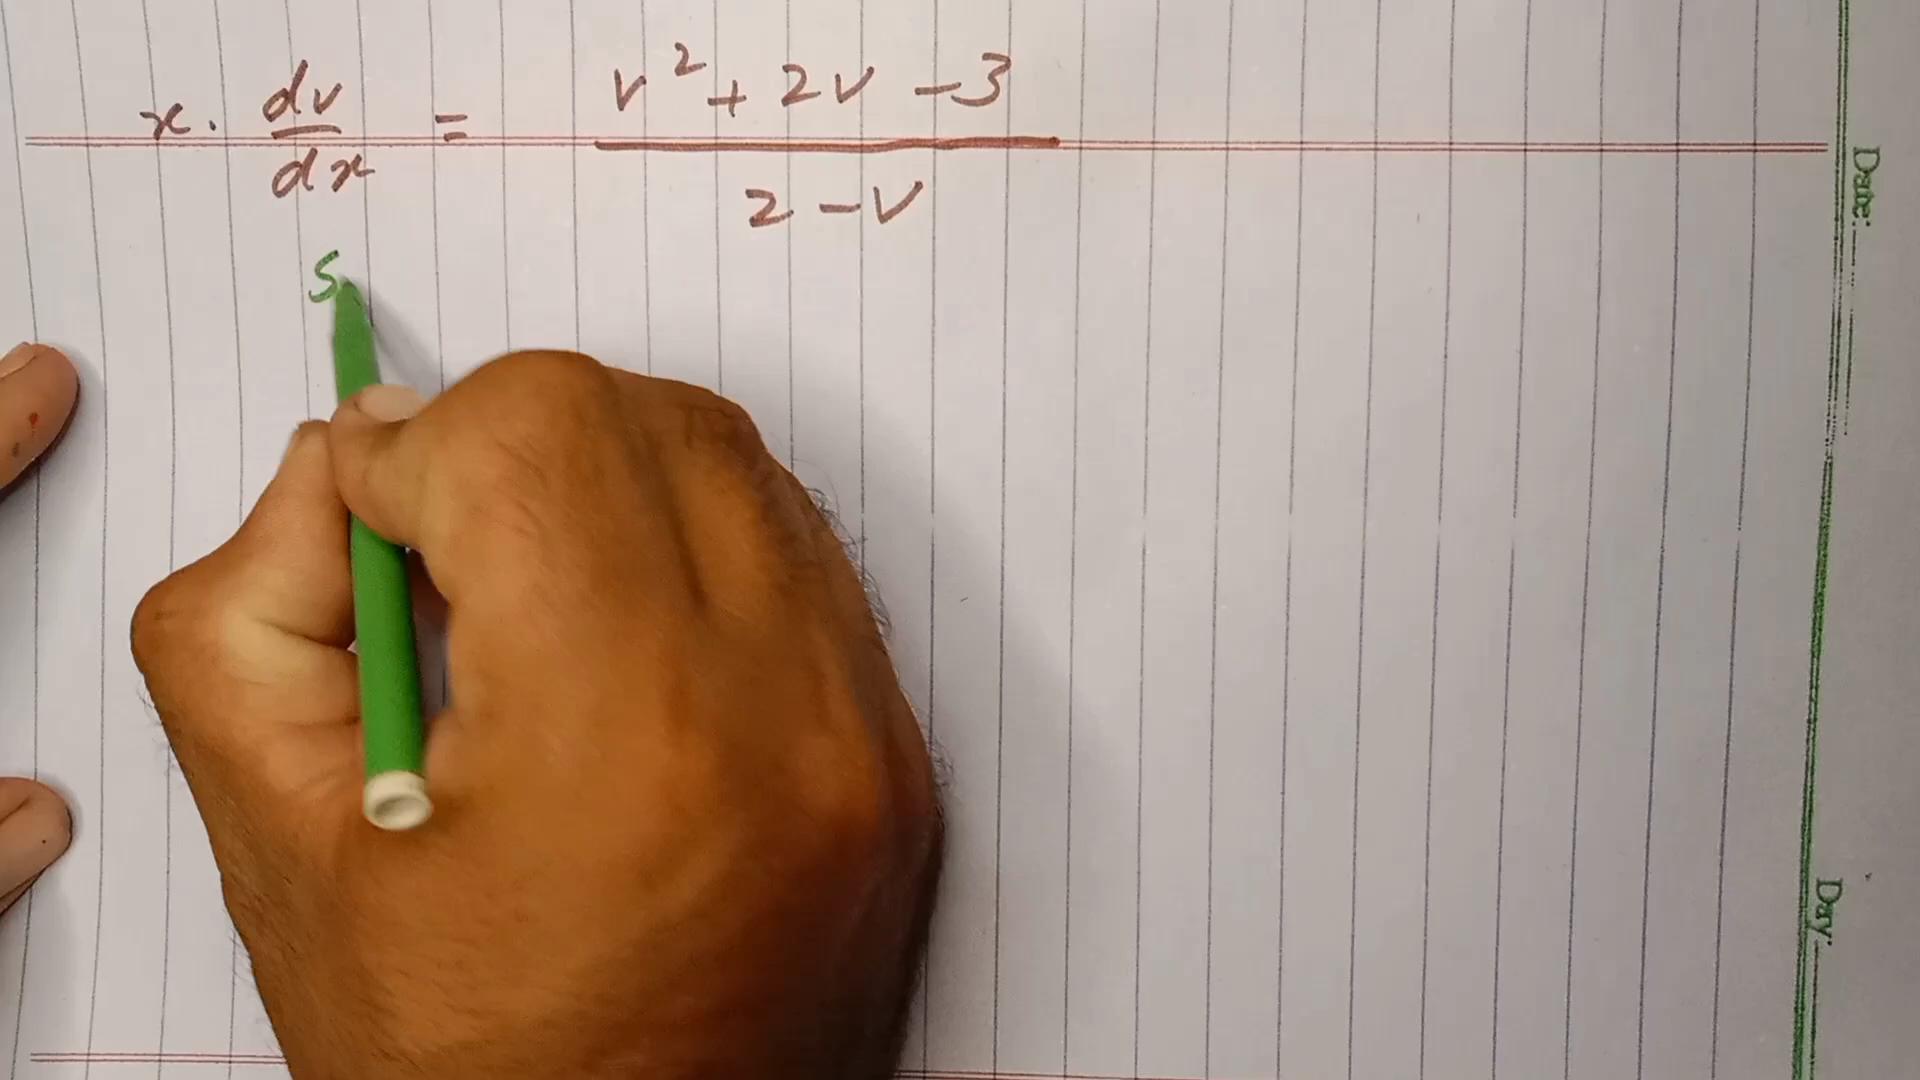 x. dv/dx = v² + 2v - 3 / 2 - v
S
Date:
Day: